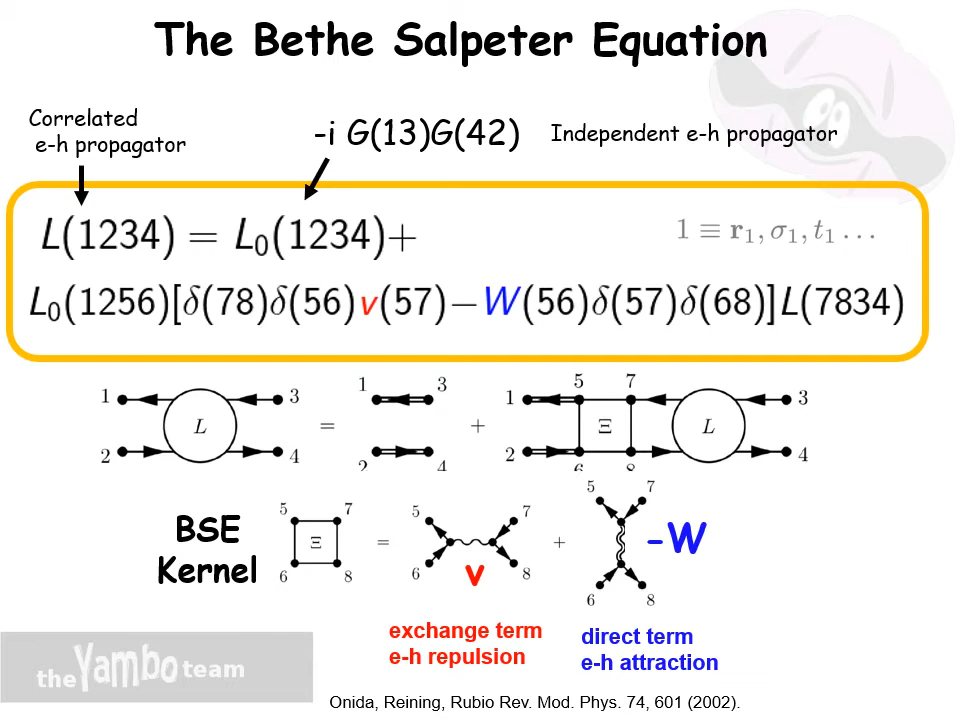 The Bethe Salpeter Equation
Correlated
e-h propagator
-i G(13)G(42)
Independent e-h propagator
L(1234) = L₀(1234)+
1 ≡ r₁, σ₁, t₁ …
L₀(1256)[δ(78)δ(56)v(57)−W(56)δ(57)δ(68)]L(7834)
1 3 1 3 1 5 7 3
L = + Ξ L
2 4 2 4 2 6 8 4
BSE
Kernel
5 7 5 7 5 7
Ξ = + -W
6 8 6 8 6 8
v
exchange term
e-h repulsion
direct term
e-h attraction
the Yambo team
Onida, Reining, Rubio Rev. Mod. Phys. 74, 601 (2002).